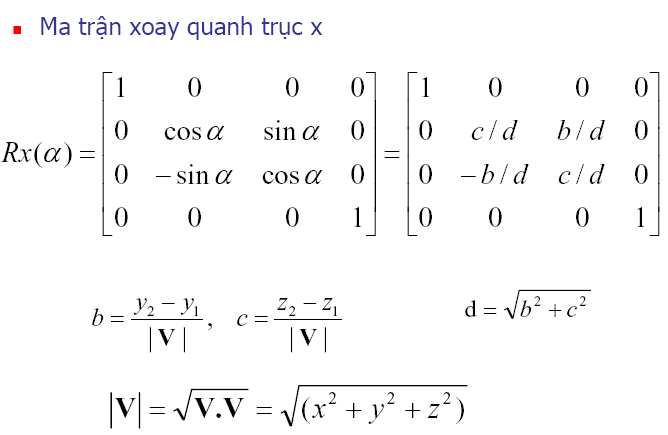 Ma trận xoay quanh trục x
$$Rx(\alpha) = \begin{bmatrix} 1 & 0 & 0 & 0 \\ 0 & \cos\alpha & \sin\alpha & 0 \\ 0 & -\sin\alpha & \cos\alpha & 0 \\ 0 & 0 & 0 & 1 \end{bmatrix} = \begin{bmatrix} 1 & 0 & 0 & 0 \\ 0 & c/d & b/d & 0 \\ 0 & -b/d & c/d & 0 \\ 0 & 0 & 0 & 1 \end{bmatrix}$$
$$b = \frac{y_2 - y_1}{|\mathbf{V}|}, \quad c = \frac{z_2 - z_1}{|\mathbf{V}|} \quad \mathrm{d} = \sqrt{b^2 + c^2}$$
$$|\mathbf{V}| = \sqrt{\mathbf{V.V}} = \sqrt{(x^2 + y^2 + z^2)}$$